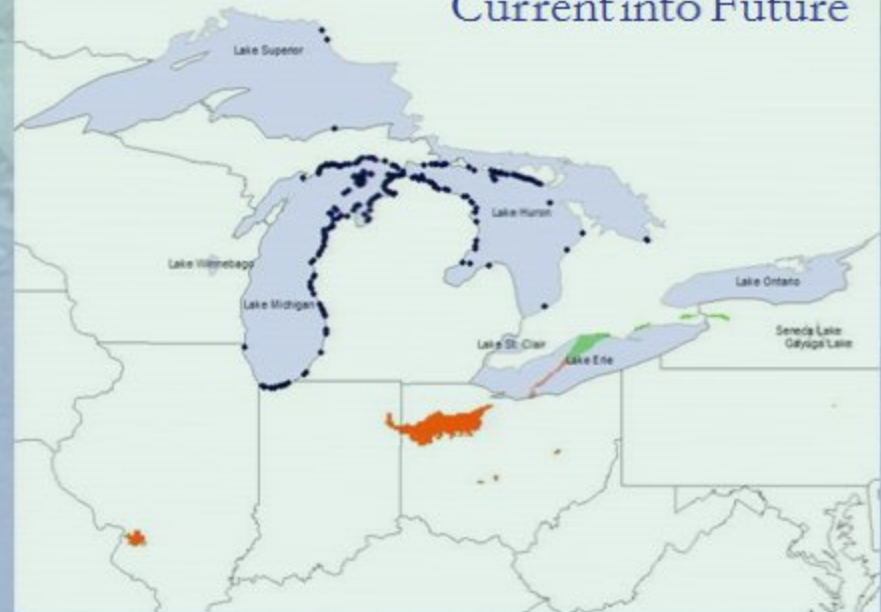 Current into Future
Lake Superior
Lake Huron
Lake Winnebago
Lake Ontario
Lake Michigan
Seneca Lake
Cayuga Lake
Lake St. Clair
Lake Erie